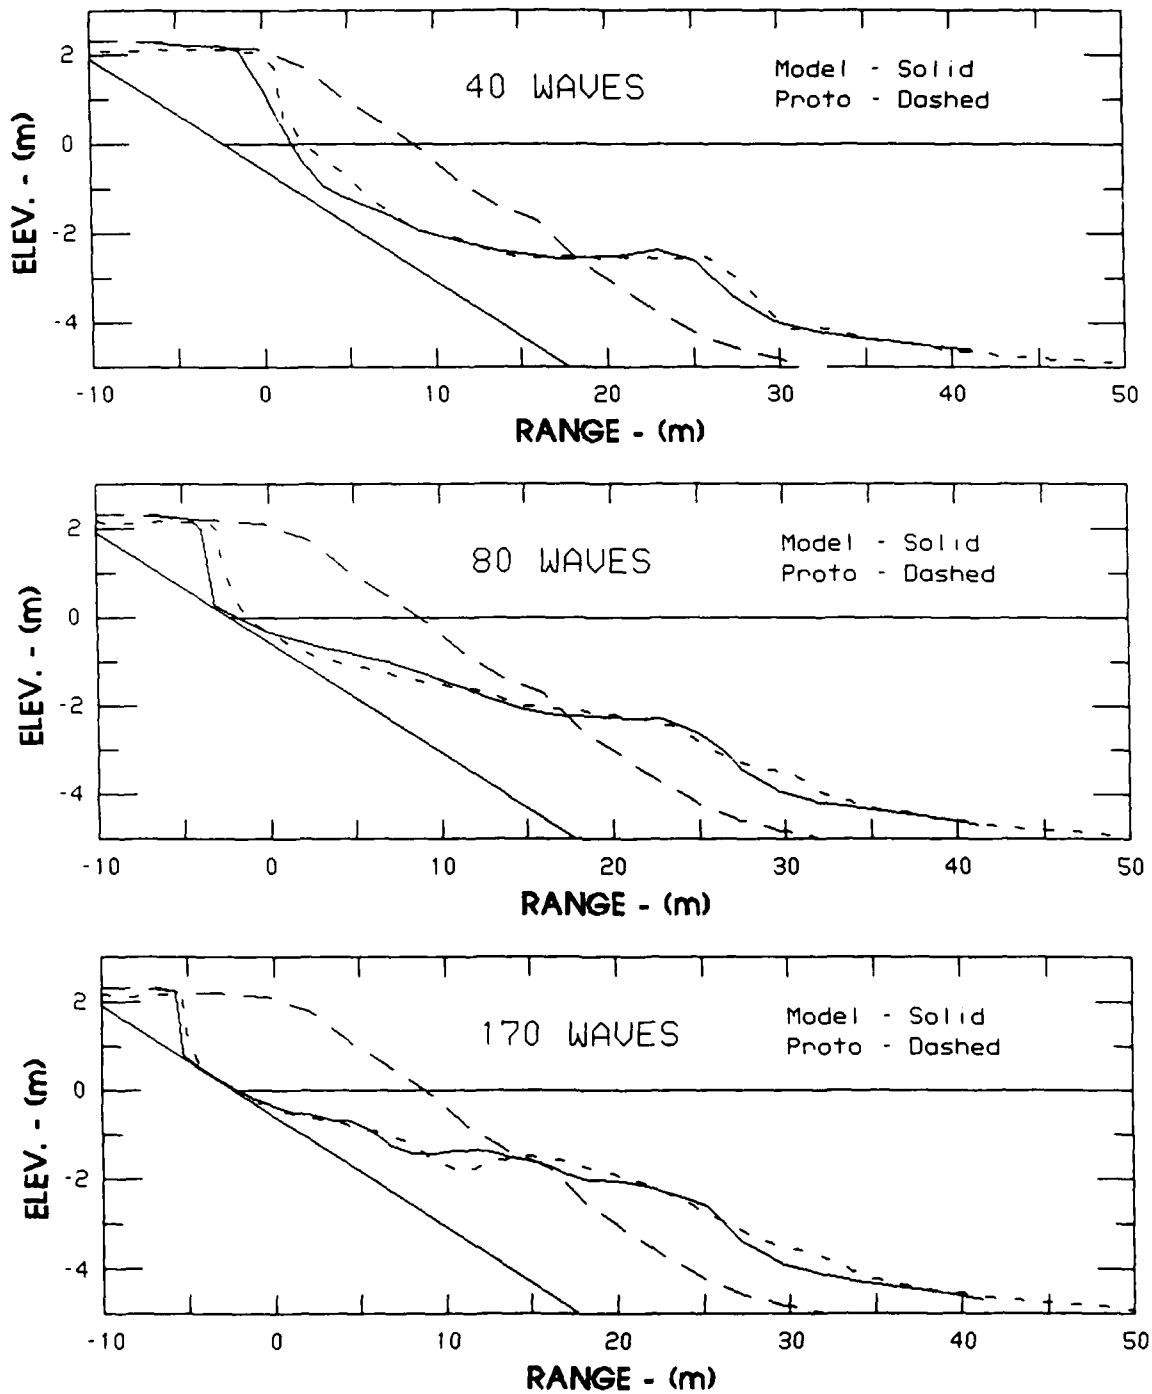 2
0
-2
-4
ELEV. - (m)
40 WAVES
Model - Solid
Proto - Dashed
-10 0 10 20 30 40 50
RANGE - (m)
2
0
-2
-4
ELEV. - (m)
80 WAVES
Model - Solid
Proto - Dashed
-10 0 10 20 30 40 50
RANGE - (m)
2
0
-2
-4
ELEV. - (m)
170 WAVES
Model - Solid
Proto - Dashed
-10 0 10 20 30 40 50
RANGE - (m)